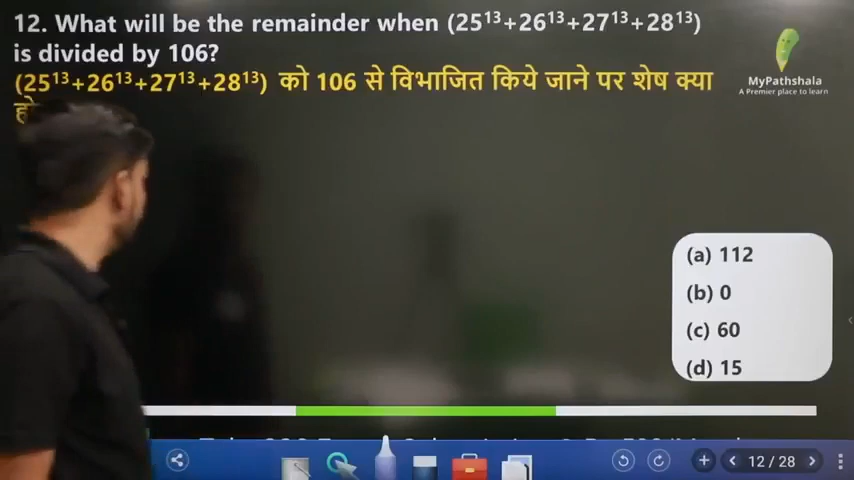 12. What will be the remainder when (25¹³+26¹³+27¹³+28¹³)
is divided by 106?
(25¹³+26¹³+27¹³+28¹³) को 106 से विभाजित किये जाने पर शेष क्या
MyPathshala
A Premier place to learn
(a) 112
(b) 0
(c) 60
(d) 15
12 / 28